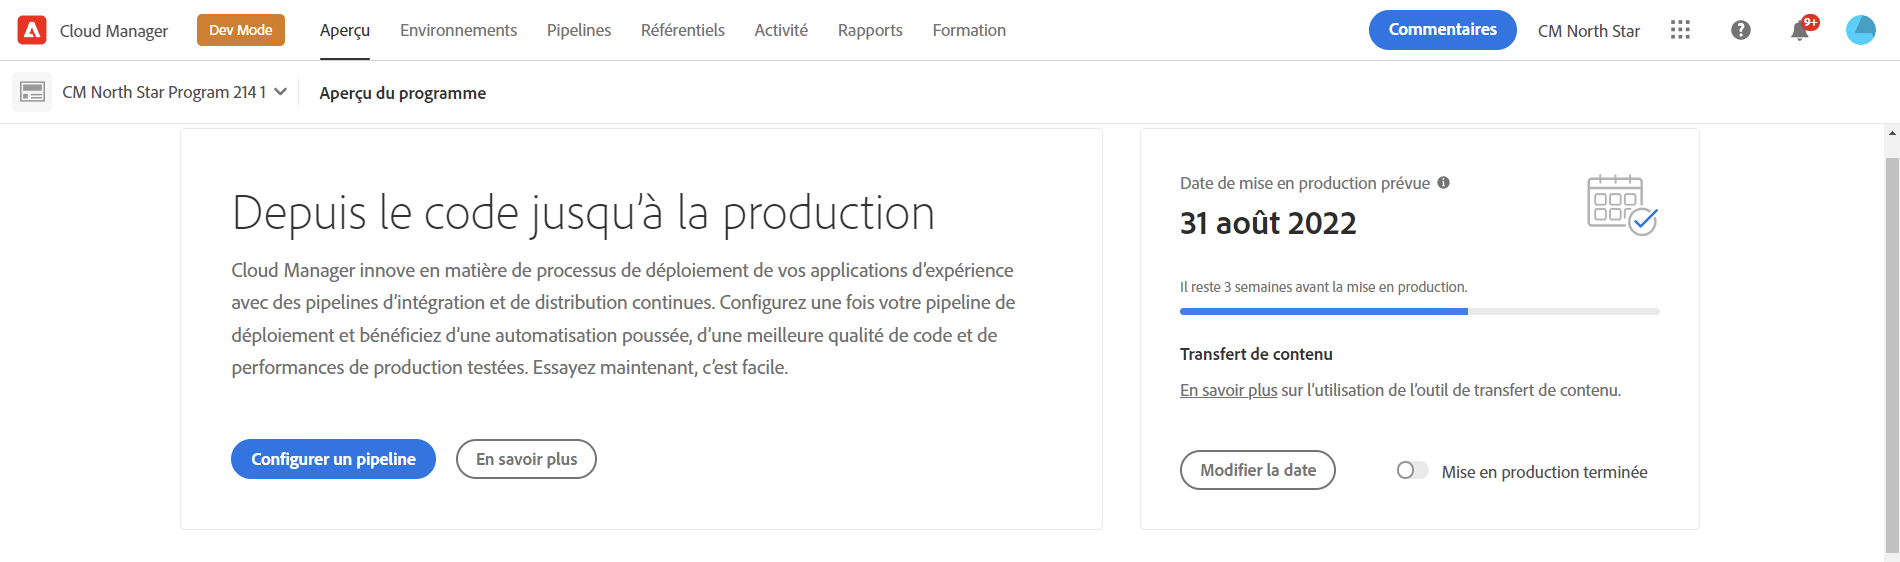 Cloud Manager
Dev Mode
Aperçu
Environnements
Pipelines
Référentiels
Activité
Rapports
Formation
Commentaires
CM North Star
9+
CM North Star Program 2141
Aperçu du programme
Depuis le code jusqu’à la production
Cloud Manager innove en matière de processus de déploiement de vos applications d’expérience
avec des pipelines d’intégration et de distribution continues. Configurez une fois votre pipeline de
déploiement et bénéficiez d’une automatisation poussée, d’une meilleure qualité de code et de
performances de production testées. Essayez maintenant, c’est facile.
Configurer un pipeline
En savoir plus
Date de mise en production prévue
31 août 2022
Il reste 3 semaines avant la mise en production.
Transfert de contenu
En savoir plus sur l’utilisation de l’outil de transfert de contenu.
Modifier la date
Mise en production terminée